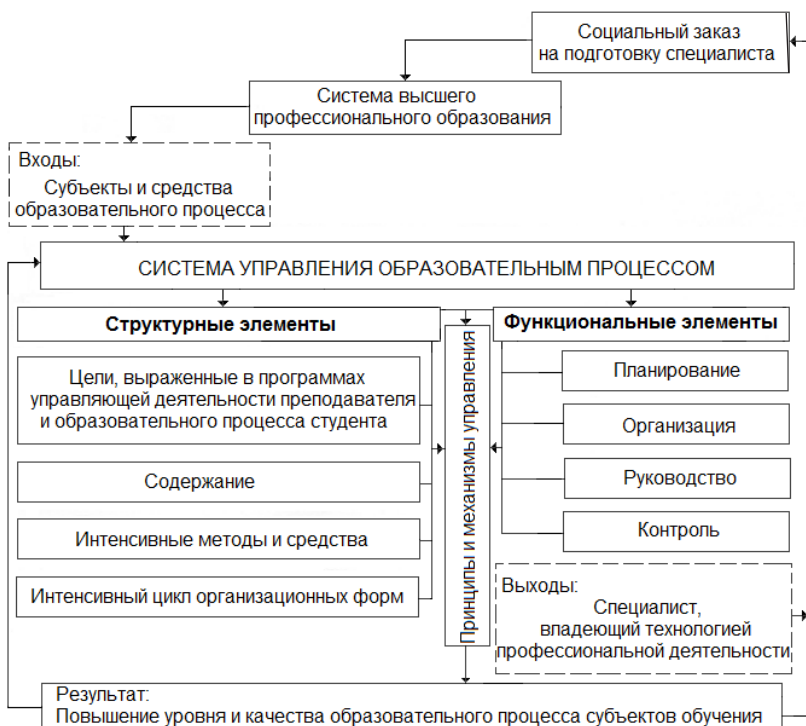 Социальный заказ
на подготовку специалиста
Система высшего
профессионального образования
Входы:
Субъекты и средства
образовательного процесса
СИСТЕМА УПРАВЛЕНИЯ ОБРАЗОВАТЕЛЬНЫМ ПРОЦЕССОМ
Структурные элементы
Функциональные элементы
Цели, выраженные в программах
управляющей деятельности преподавателя
и образовательного процесса студента
Содержание
Интенсивные методы и средства
Интенсивный цикл организационных форм
Принципы и механизмы управления
Планирование
Организация
Руководство
Контроль
Выходы:
Специалист,
владеющий технологией
профессиональной деятельности
Результат:
Повышение уровня и качества образовательного процесса субъектов обучения